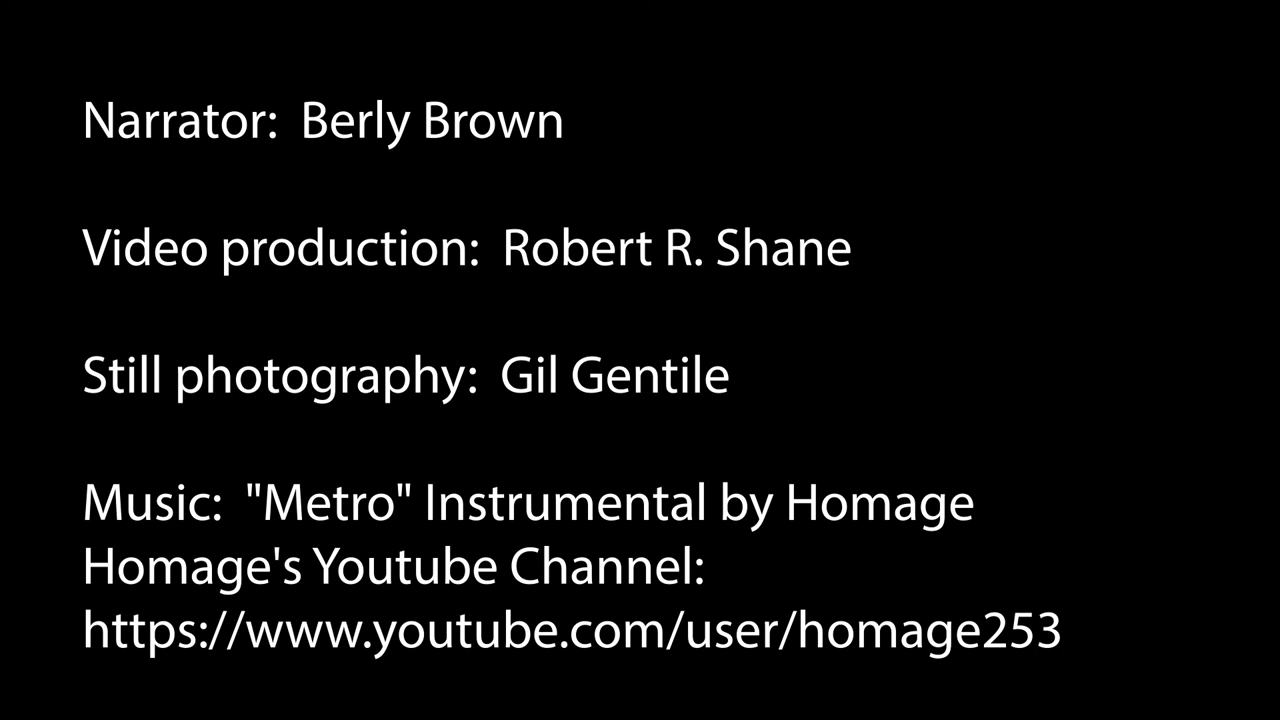 Narrator:  Berly Brown
Video production:  Robert R. Shane
Still photography:  Gil Gentile
Music:  "Metro" Instrumental by Homage
Homage's Youtube Channel:
https://www.youtube.com/user/homage253